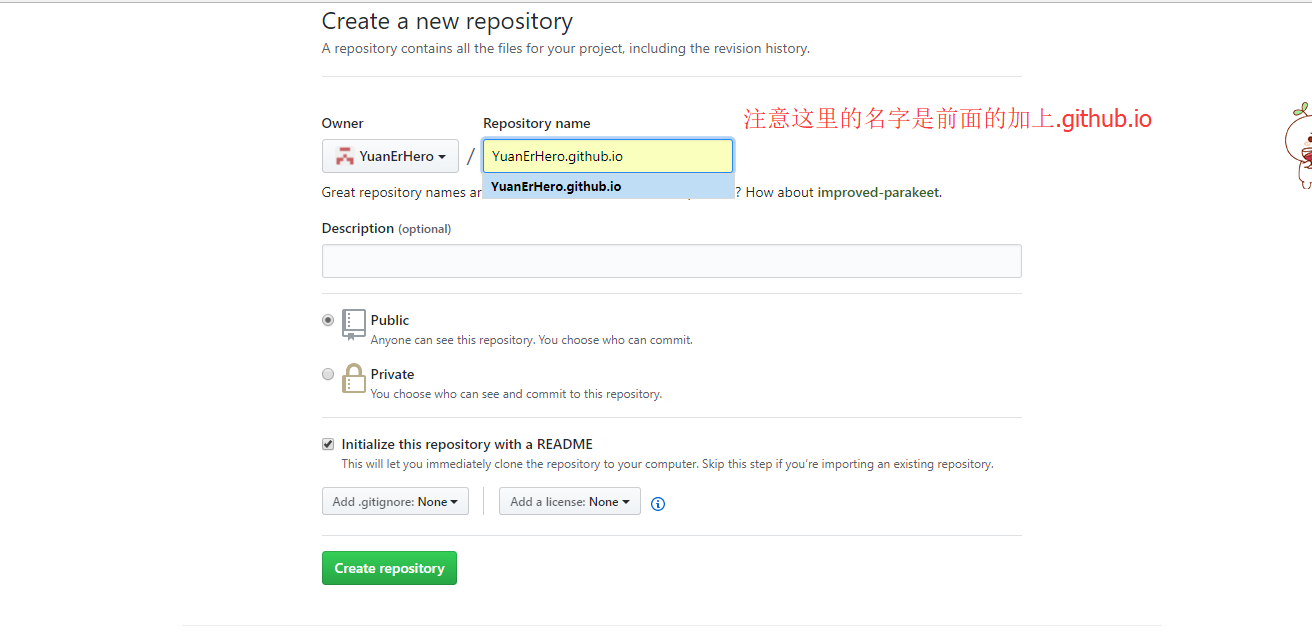 Create a new repository
A repository contains all the files for your project, including the revision history.
注意这里的名字是前面的加上.github.io
Owner
Repository name
YuanErHero
/
YuanErHero.github.io
YuanErHero.github.io
Great repository names ? How about improved-parakeet.
Description (optional)
Public
Anyone can see this repository. You choose who can commit.
Private
You choose who can see and commit to this repository.
Initialize this repository with a README
This will let you immediately clone the repository to your computer. Skip this step if you're importing an existing repository.
Add .gitignore: None
Add a license: None
Create repository